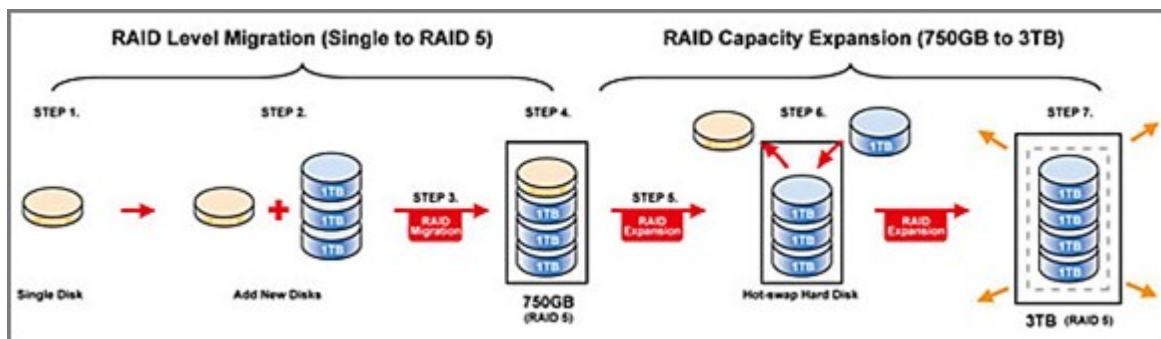 RAID Level Migration (Single to RAID 5)
RAID Capacity Expansion (750GB to 3TB)
STEP 1.
STEP 2.
STEP 4.
STEP 6.
STEP 7.
1TB
1TB
1TB
1TB
STEP 3.
RAID
Migration
1TB
1TB
1TB
STEP 5.
RAID
Expansion
1TB
1TB
1TB
RAID
Expansion
1TB
1TB
1TB
1TB
Single Disk
Add New Disks
750GB
(RAID 5)
Hot-swap Hard Disk
3TB (RAID 5)